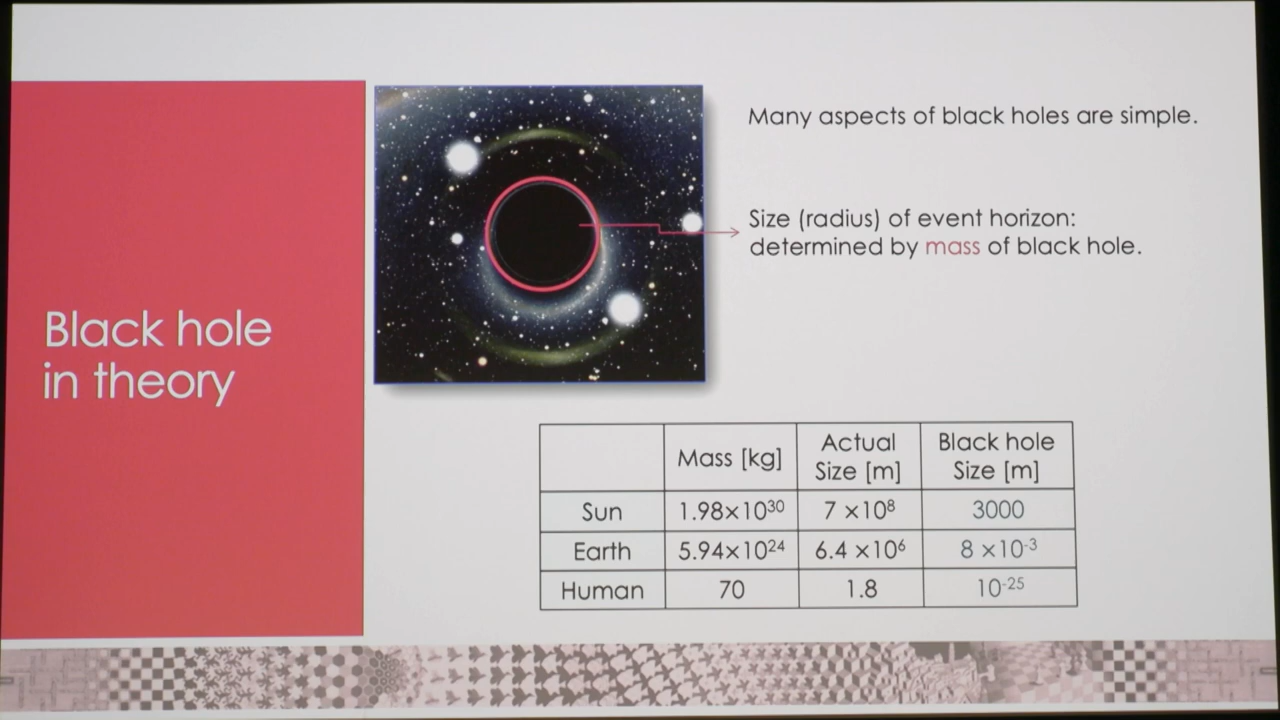 Black hole
in theory
Many aspects of black holes are simple.
Size (radius) of event horizon:
determined by mass of black hole.
Mass [kg] Actual Size [m] Black hole Size [m]
Sun 1.98×10³⁰ 7 ×10⁸ 3000
Earth 5.94×10²⁴ 6.4 ×10⁶ 8 ×10⁻³
Human 70 1.8 10⁻²⁵